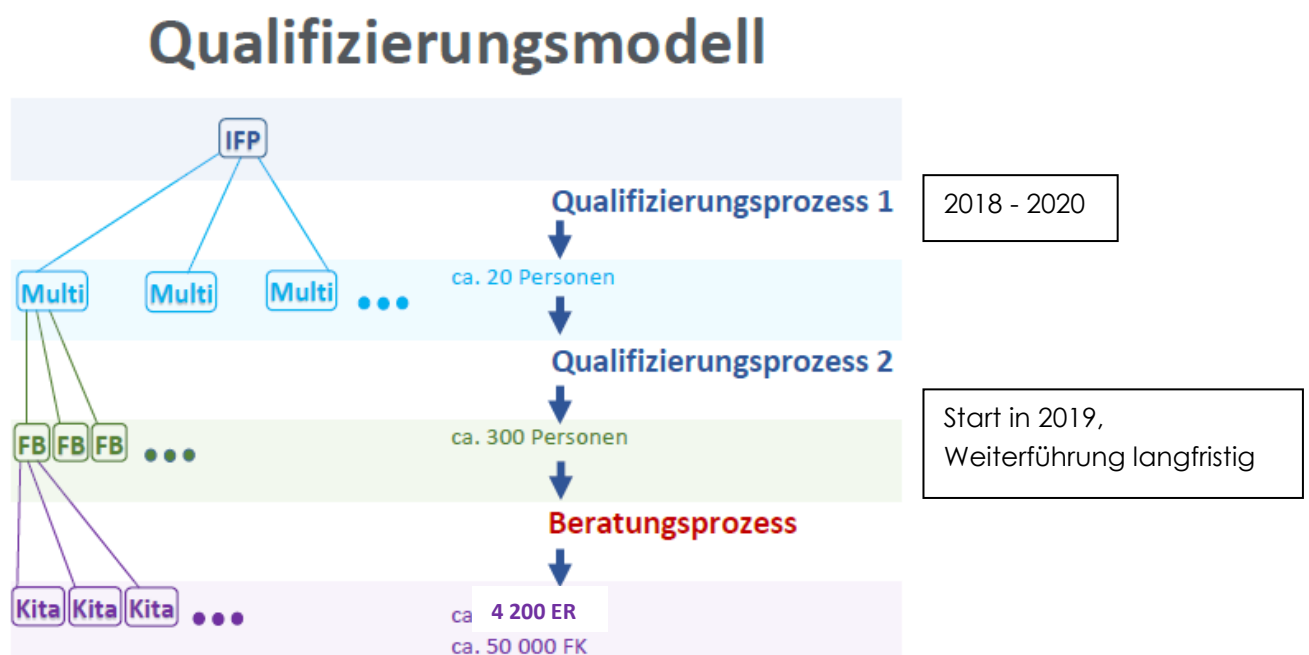 Qualifizierungsmodell
IFP
Qualifizierungsprozess 1
2018 - 2020
Multi Multi Multi
ca. 20 Personen
Qualifizierungsprozess 2
Start in 2019,
Weiterführung langfristig
FB FB FB
ca. 300 Personen
Beratungsprozess
Kita Kita Kita
ca 4 200 ER
ca. 50 000 FK